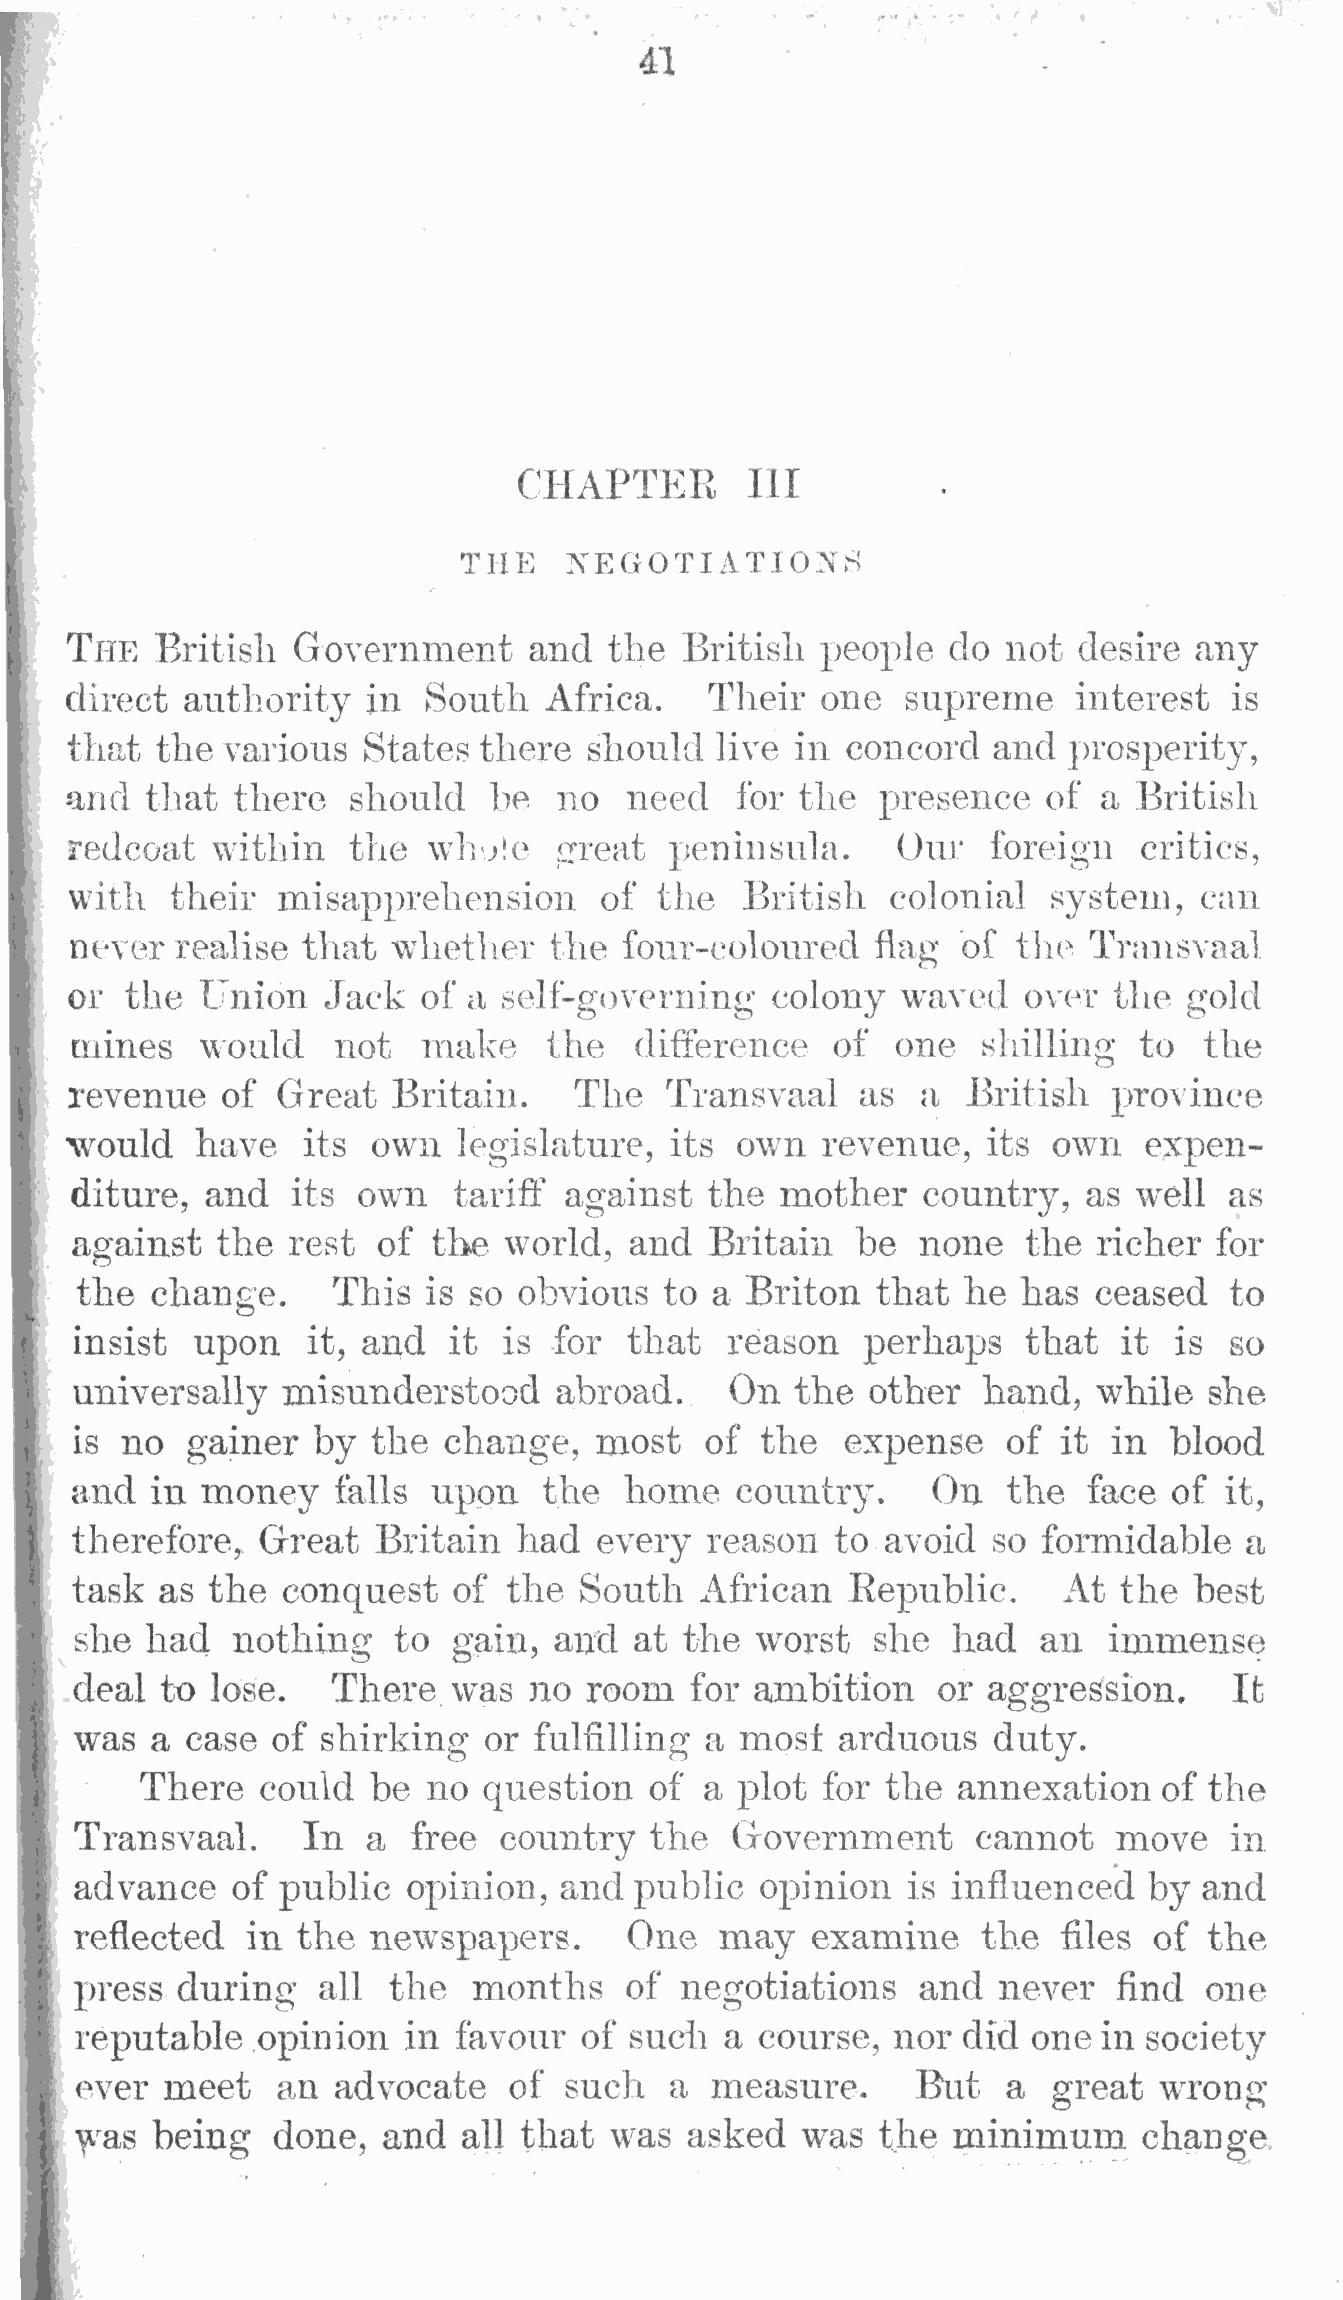 41
CHAPTER III
THE NEGOTIATIONS
THE British Government and the British people do not desire any
direct authority in South Africa. Their one supreme interest is
that the various States there should live in concord and prosperity,
and that there should be no need for the presence of a British
redcoat within the whole great peninsula. Our foreign critics,
with their misapprehension of the British colonial system, can
never realise that whether the four-coloured flag of the Transvaal
or the Union Jack of a self-governing colony waved over the gold
mines would not make the difference of one shilling to the
revenue of Great Britain. The Transvaal as a British province
would have its own legislature, its own revenue, its own expen-
diture, and its own tariff against the mother country, as well as
against the rest of the world, and Britain be none the richer for
the change. This is so obvious to a Briton that he has ceased to
insist upon it, and it is for that reason perhaps that it is so
universally misunderstood abroad. On the other hand, while she
is no gainer by the change, most of the expense of it in blood
and in money falls upon the home country. On the face of it,
therefore, Great Britain had every reason to avoid so formidable a
task as the conquest of the South African Republic. At the best
she had nothing to gain, and at the worst she had an immense
deal to lose. There was no room for ambition or aggression. It
was a case of shirking or fulfilling a most arduous duty.
There could be no question of a plot for the annexation of the
Transvaal. In a free country the Government cannot move in
advance of public opinion, and public opinion is influenced by and
reflected in the newspapers. One may examine the files of the
press during all the months of negotiations and never find one
reputable opinion in favour of such a course, nor did one in society
ever meet an advocate of such a measure. But a great wrong
was being done, and all that was asked was the minimum change